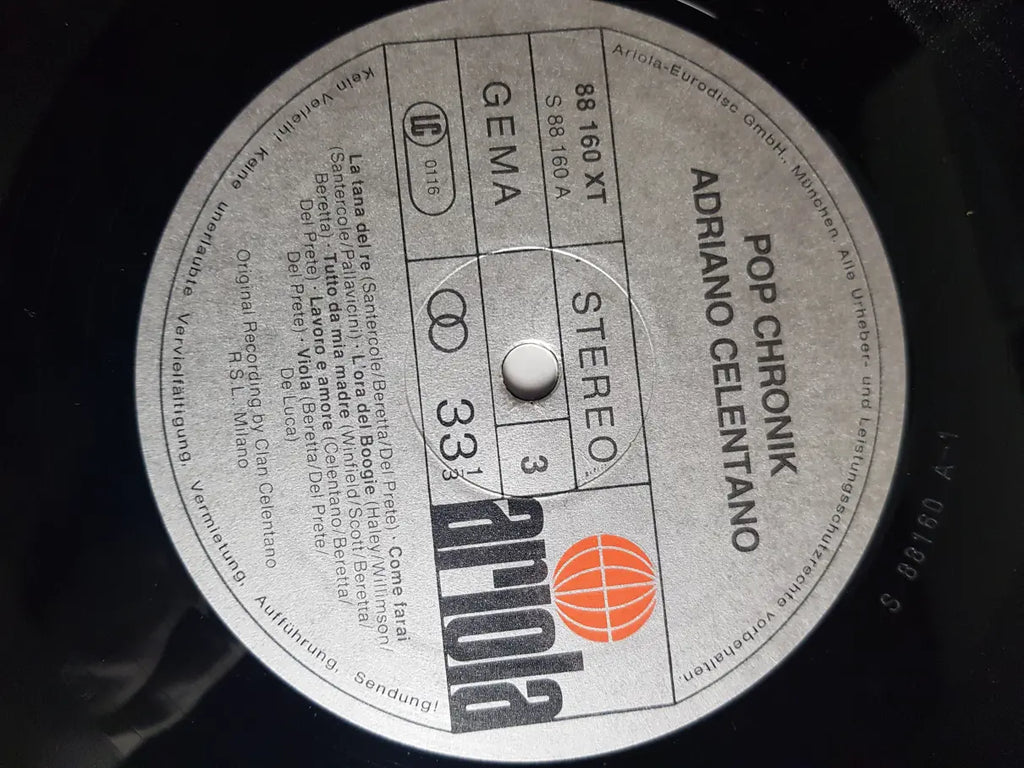 Ariola-Eurodisc GmbH., München. Alle Urheber- und Leistungsschutzrechte vorbehalten.
POP CHRONIK
ADRIANO CELENTANO
88 160 XT
S 88 160 A
STEREO
GEMA
3
LC 0116
33 1/3
ariola
La tana del re (Santercole/Beretta/Del Prete) · Come farai
(Santercole/Pallavicini) · L'ora del Boogie (Haley/Willimson/
Beretta) · Tutto da mia madre (Winfield/Scott/Beretta/
Del Prete) · Lavoro e amore (Celentano/Beretta/
Del Prete) · Viola (Beretta/Del Prete/
De Luca)
Original Recording by Clan Celentano
R.S.L.: Milano
Kein Verleih! Keine unerlaubte Vervielfältigung, Vermietung, Aufführung, Sendung!
S 88160 A-1